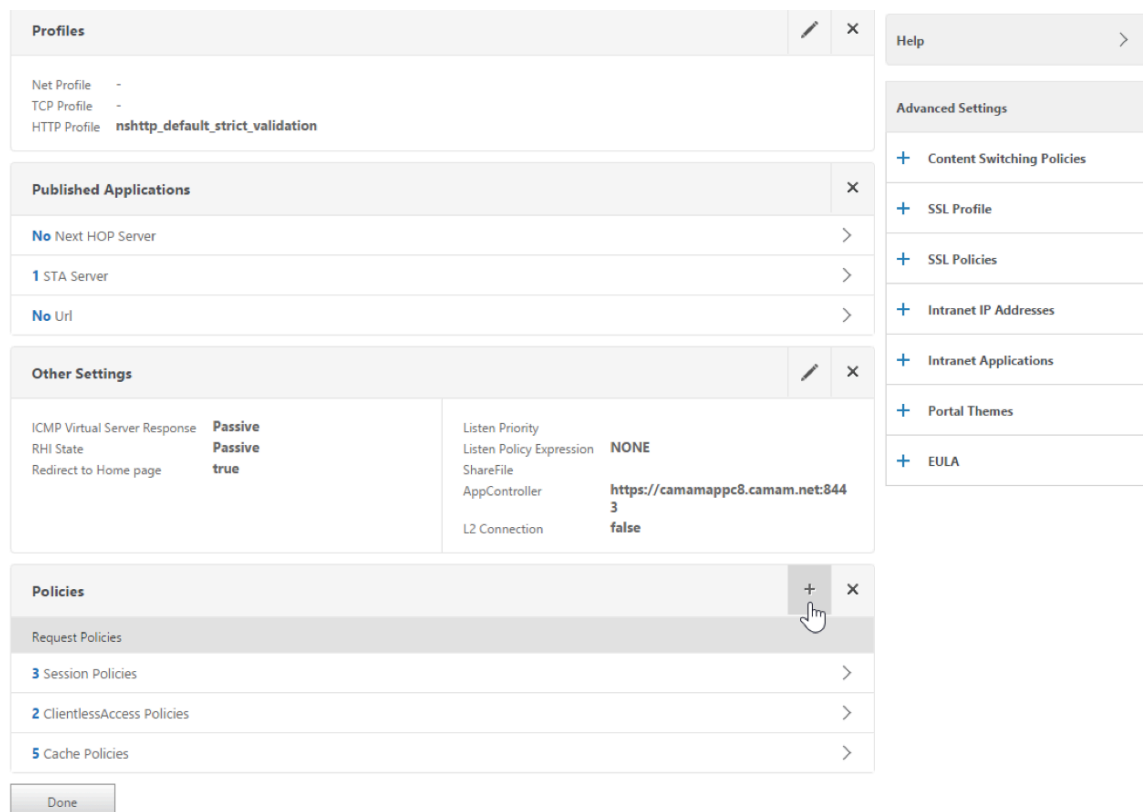 Profiles
Net Profile -
TCP Profile -
HTTP Profile nshttp_default_strict_validation
Published Applications
No Next HOP Server
1 STA Server
No Url
Other Settings
ICMP Virtual Server Response Passive
RHI State Passive
Redirect to Home page true
Listen Priority
Listen Policy Expression NONE
ShareFile
AppController https://camamappc8.camam.net:844
3
L2 Connection false
Policies
Request Policies
3 Session Policies
2 ClientlessAccess Policies
5 Cache Policies
Done
Help
Advanced Settings
+ Content Switching Policies
+ SSL Profile
+ SSL Policies
+ Intranet IP Addresses
+ Intranet Applications
+ Portal Themes
+ EULA